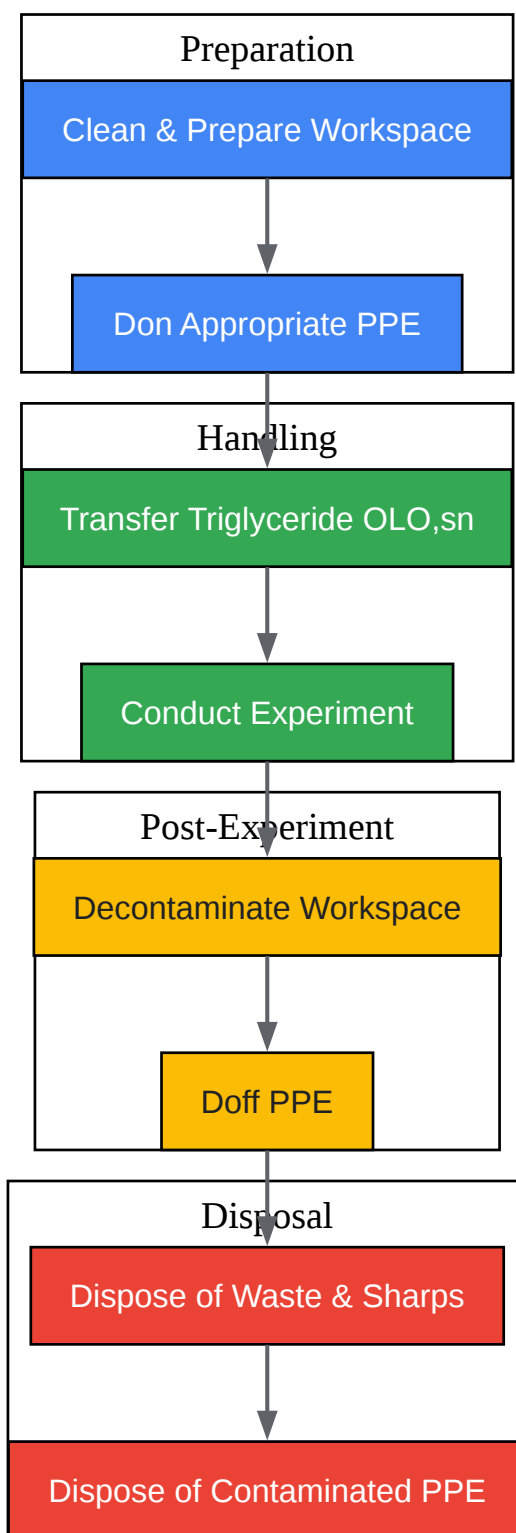 Preparation
Clean & Prepare Workspace
Don Appropriate PPE
Handling
Transfer Triglyceride OLO,sn
Conduct Experiment
Post-Experiment
Decontaminate Workspace
Doff PPE
Disposal
Dispose of Waste & Sharps
Dispose of Contaminated PPE